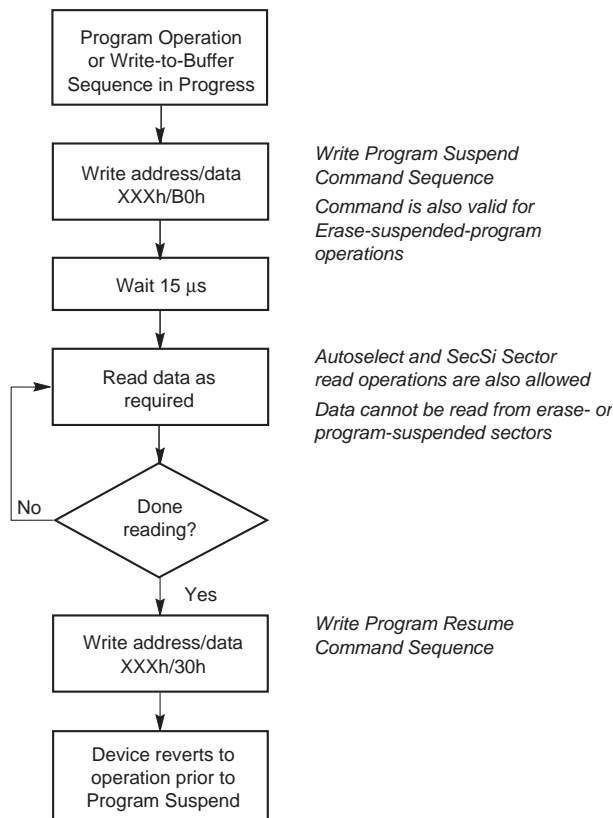 Program Operation
or Write-to-Buffer
Sequence in Progress
Write address/data
XXXh/B0h
Write Program Suspend
Command Sequence
Command is also valid for
Erase-suspended-program
operations
Wait 15 μs
Read data as
required
Autoselect and SecSi Sector
read operations are also allowed
Data cannot be read from erase- or
program-suspended sectors
Done
reading?
No
Yes
Write address/data
XXXh/30h
Write Program Resume
Command Sequence
Device reverts to
operation prior to
Program Suspend